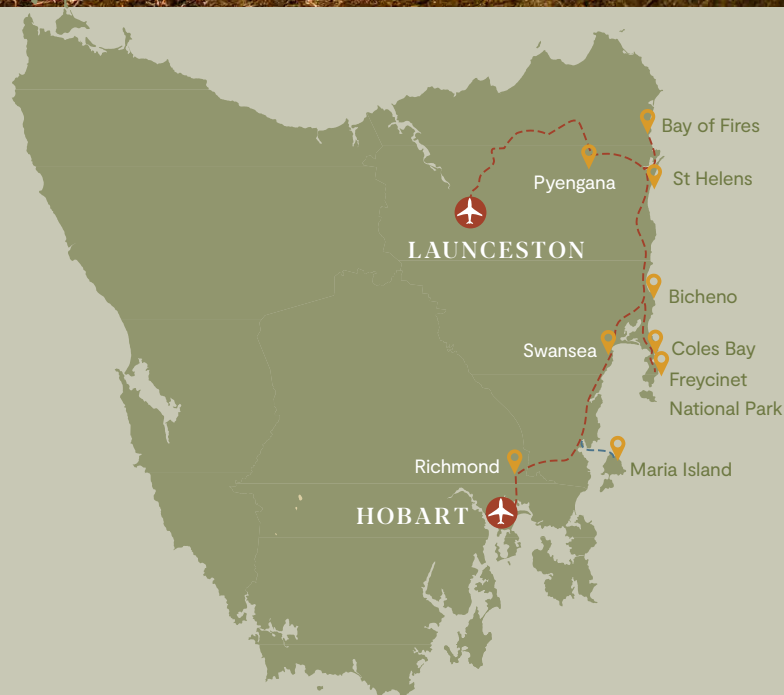 Bay of Fires
St Helens
Pyengana
LAUNCESTON
Bicheno
Swansea
Coles Bay
Freycinet
National Park
Richmond
Maria Island
HOBART